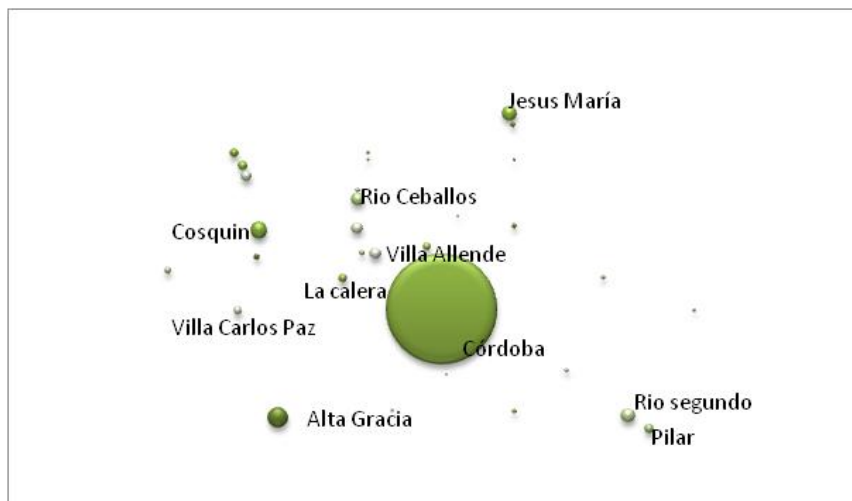 Jesus María
Rio Ceballos
Cosquin
Villa Allende
La calera
Villa Carlos Paz
Córdoba
Rio segundo
Alta Gracia
Pilar